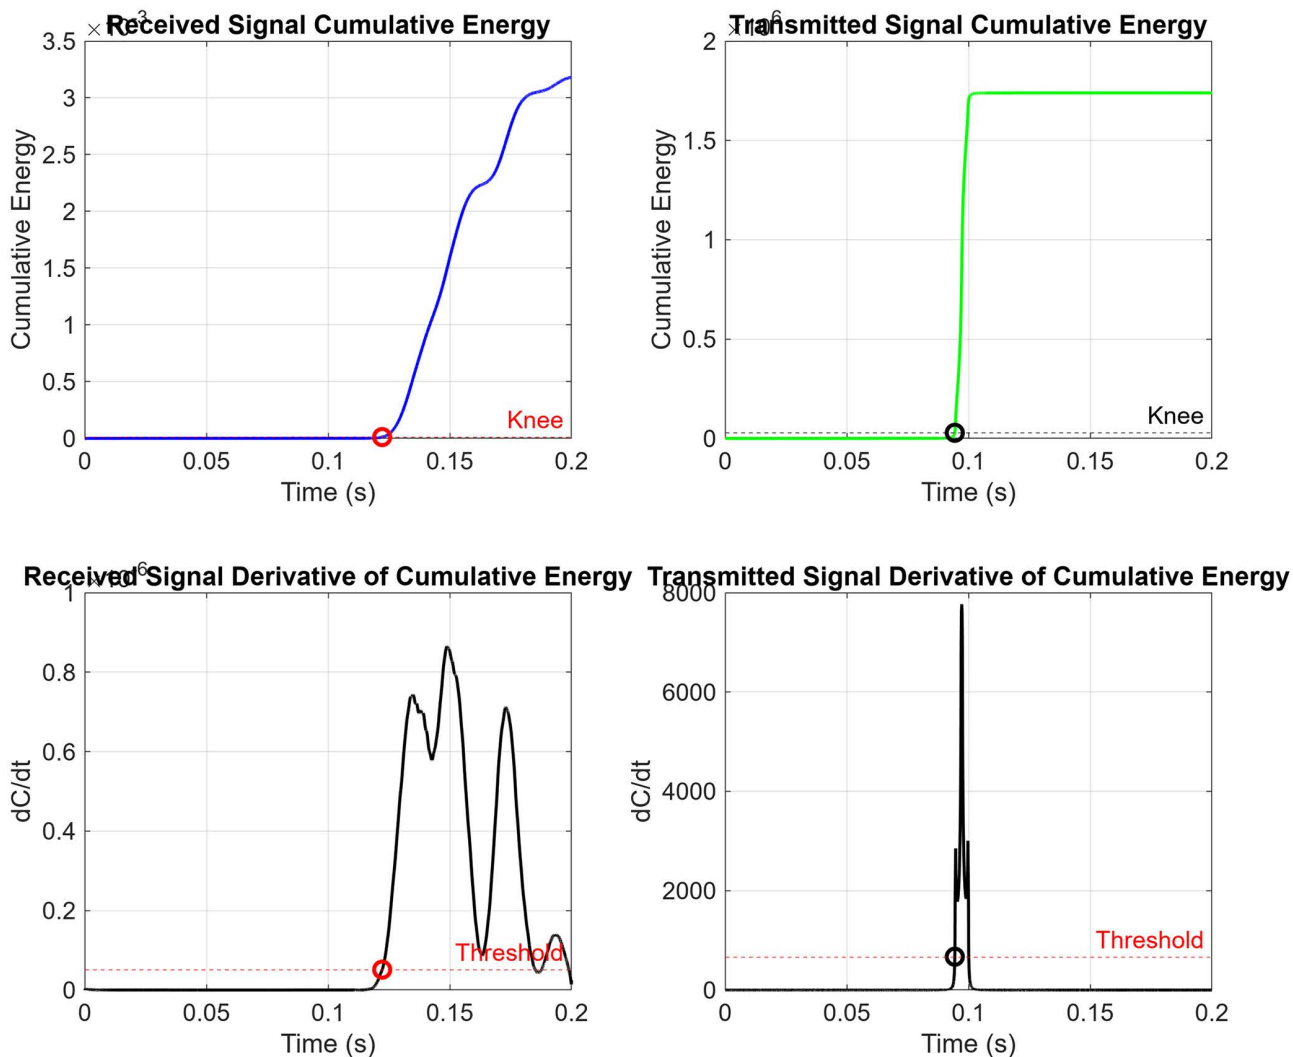 ×10-3
Received Signal Cumulative Energy
3.5
3
2.5
2
1.5
1
0.5
0
Cumulative Energy
Knee
0 0.05 0.1 0.15 0.2
Time (s)
×10 6
Transmitted Signal Cumulative Energy
2
1.5
1
0.5
0
Cumulative Energy
Knee
0 0.05 0.1 0.15 0.2
Time (s)
×10-6
Received Signal Derivative of Cumulative Energy
1
0.8
0.6
0.4
0.2
0
dC/dt
Threshold
0 0.05 0.1 0.15 0.2
Time (s)
Transmitted Signal Derivative of Cumulative Energy
8000
6000
4000
2000
0
dC/dt
Threshold
0 0.05 0.1 0.15 0.2
Time (s)